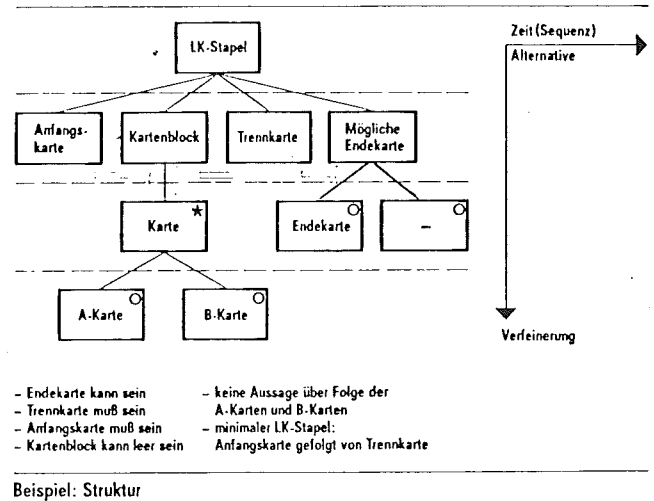 LK-Stapel
Zeit (Sequenz)
Alternative
Anfangs-
karte
Kartenblock
Trennkarte
Mögliche
Endekarte
Karte *
Endekarte
–
A-Karte
B-Karte
Verfeinerung
– Endekarte kann sein
– Trennkarte muß sein
– Anfangskarte muß sein
– Kartenblock kann leer sein
– keine Aussage über Folge der
A-Karten und B-Karten
– minimaler LK-Stapel:
Anfangskarte gefolgt von Trennkarte
Beispiel: Struktur